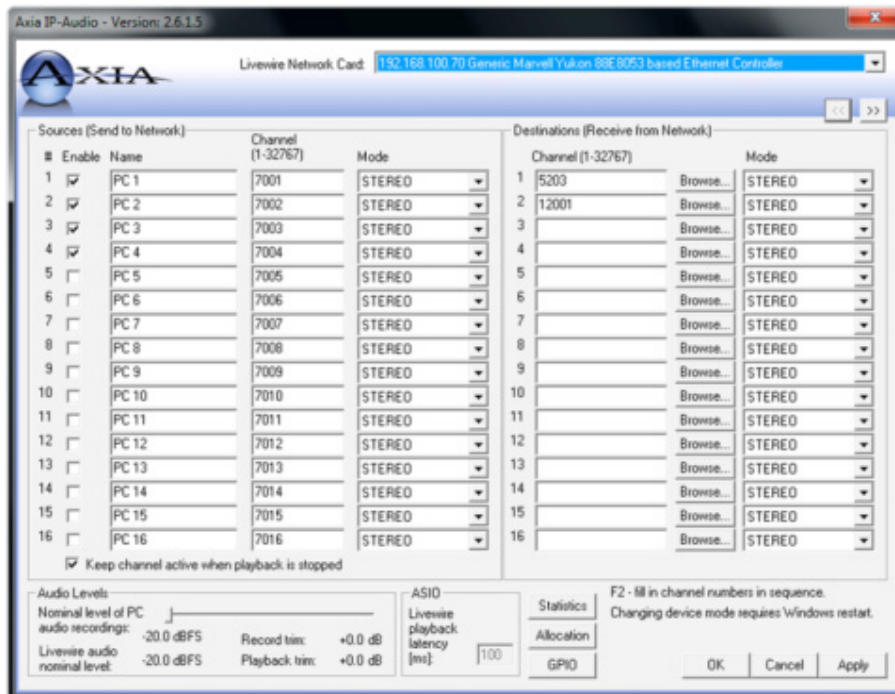 Axia IP-Audio - Version: 2.6.1.5
AXIA
Livewire Network Card: 192.168.100.70 Generic Marvell Yukon 88E8053 based Ethernet Controller
<< >>
Sources (Send to Network)
# Enable Name Channel (1-32767) Mode
1 PC 1 7001 STEREO
2 PC 2 7002 STEREO
3 PC 3 7003 STEREO
4 PC 4 7004 STEREO
5 PC 5 7005 STEREO
6 PC 6 7006 STEREO
7 PC 7 7007 STEREO
8 PC 8 7008 STEREO
9 PC 9 7009 STEREO
10 PC 10 7010 STEREO
11 PC 11 7011 STEREO
12 PC 12 7012 STEREO
13 PC 13 7013 STEREO
14 PC 14 7014 STEREO
15 PC 15 7015 STEREO
16 PC 16 7016 STEREO
Keep channel active when playback is stopped
Destinations (Receive from Network)
Channel (1-32767) Mode
1 5203 Browse... STEREO
2 12001 Browse... STEREO
3 Browse... STEREO
4 Browse... STEREO
5 Browse... STEREO
6 Browse... STEREO
7 Browse... STEREO
8 Browse... STEREO
9 Browse... STEREO
10 Browse... STEREO
11 Browse... STEREO
12 Browse... STEREO
13 Browse... STEREO
14 Browse... STEREO
15 Browse... STEREO
16 Browse... STEREO
Audio Levels
Nominal level of PC
audio recordings: -20.0 dBFS
Livewire audio
nominal level: -20.0 dBFS
Record trim: +0.0 dB
Playback trim: +0.0 dB
ASIO
Livewire
playback
latency
[ms]: 100
Statistics
Allocation
GPIO
F2 - fill in channel numbers in sequence.
Changing device mode requires Windows restart.
OK Cancel Apply